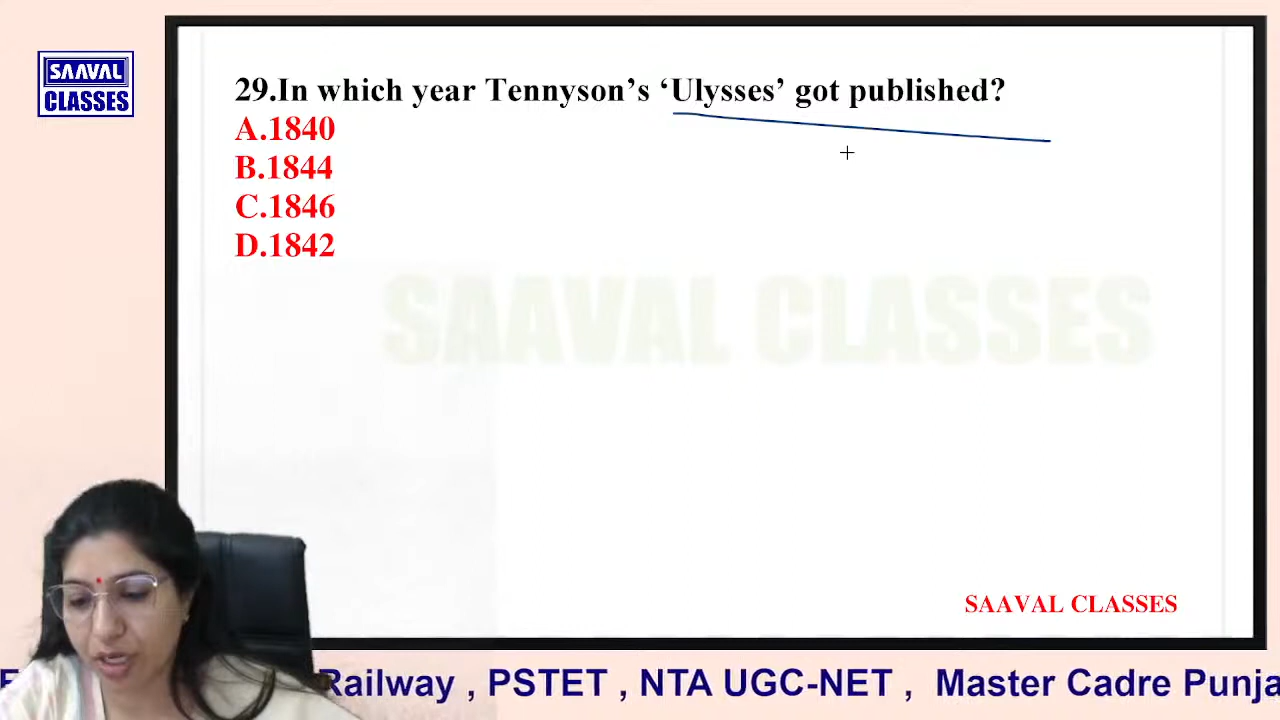 SAAVAL
CLASSES
29.In which year Tennyson’s ‘Ulysses’ got published?
A.1840
B.1844
C.1846
D.1842
SAAVAL CLASSES
SAAVAL CLASSES
Railway , PSTET , NTA UGC-NET , Master Cadre Punja